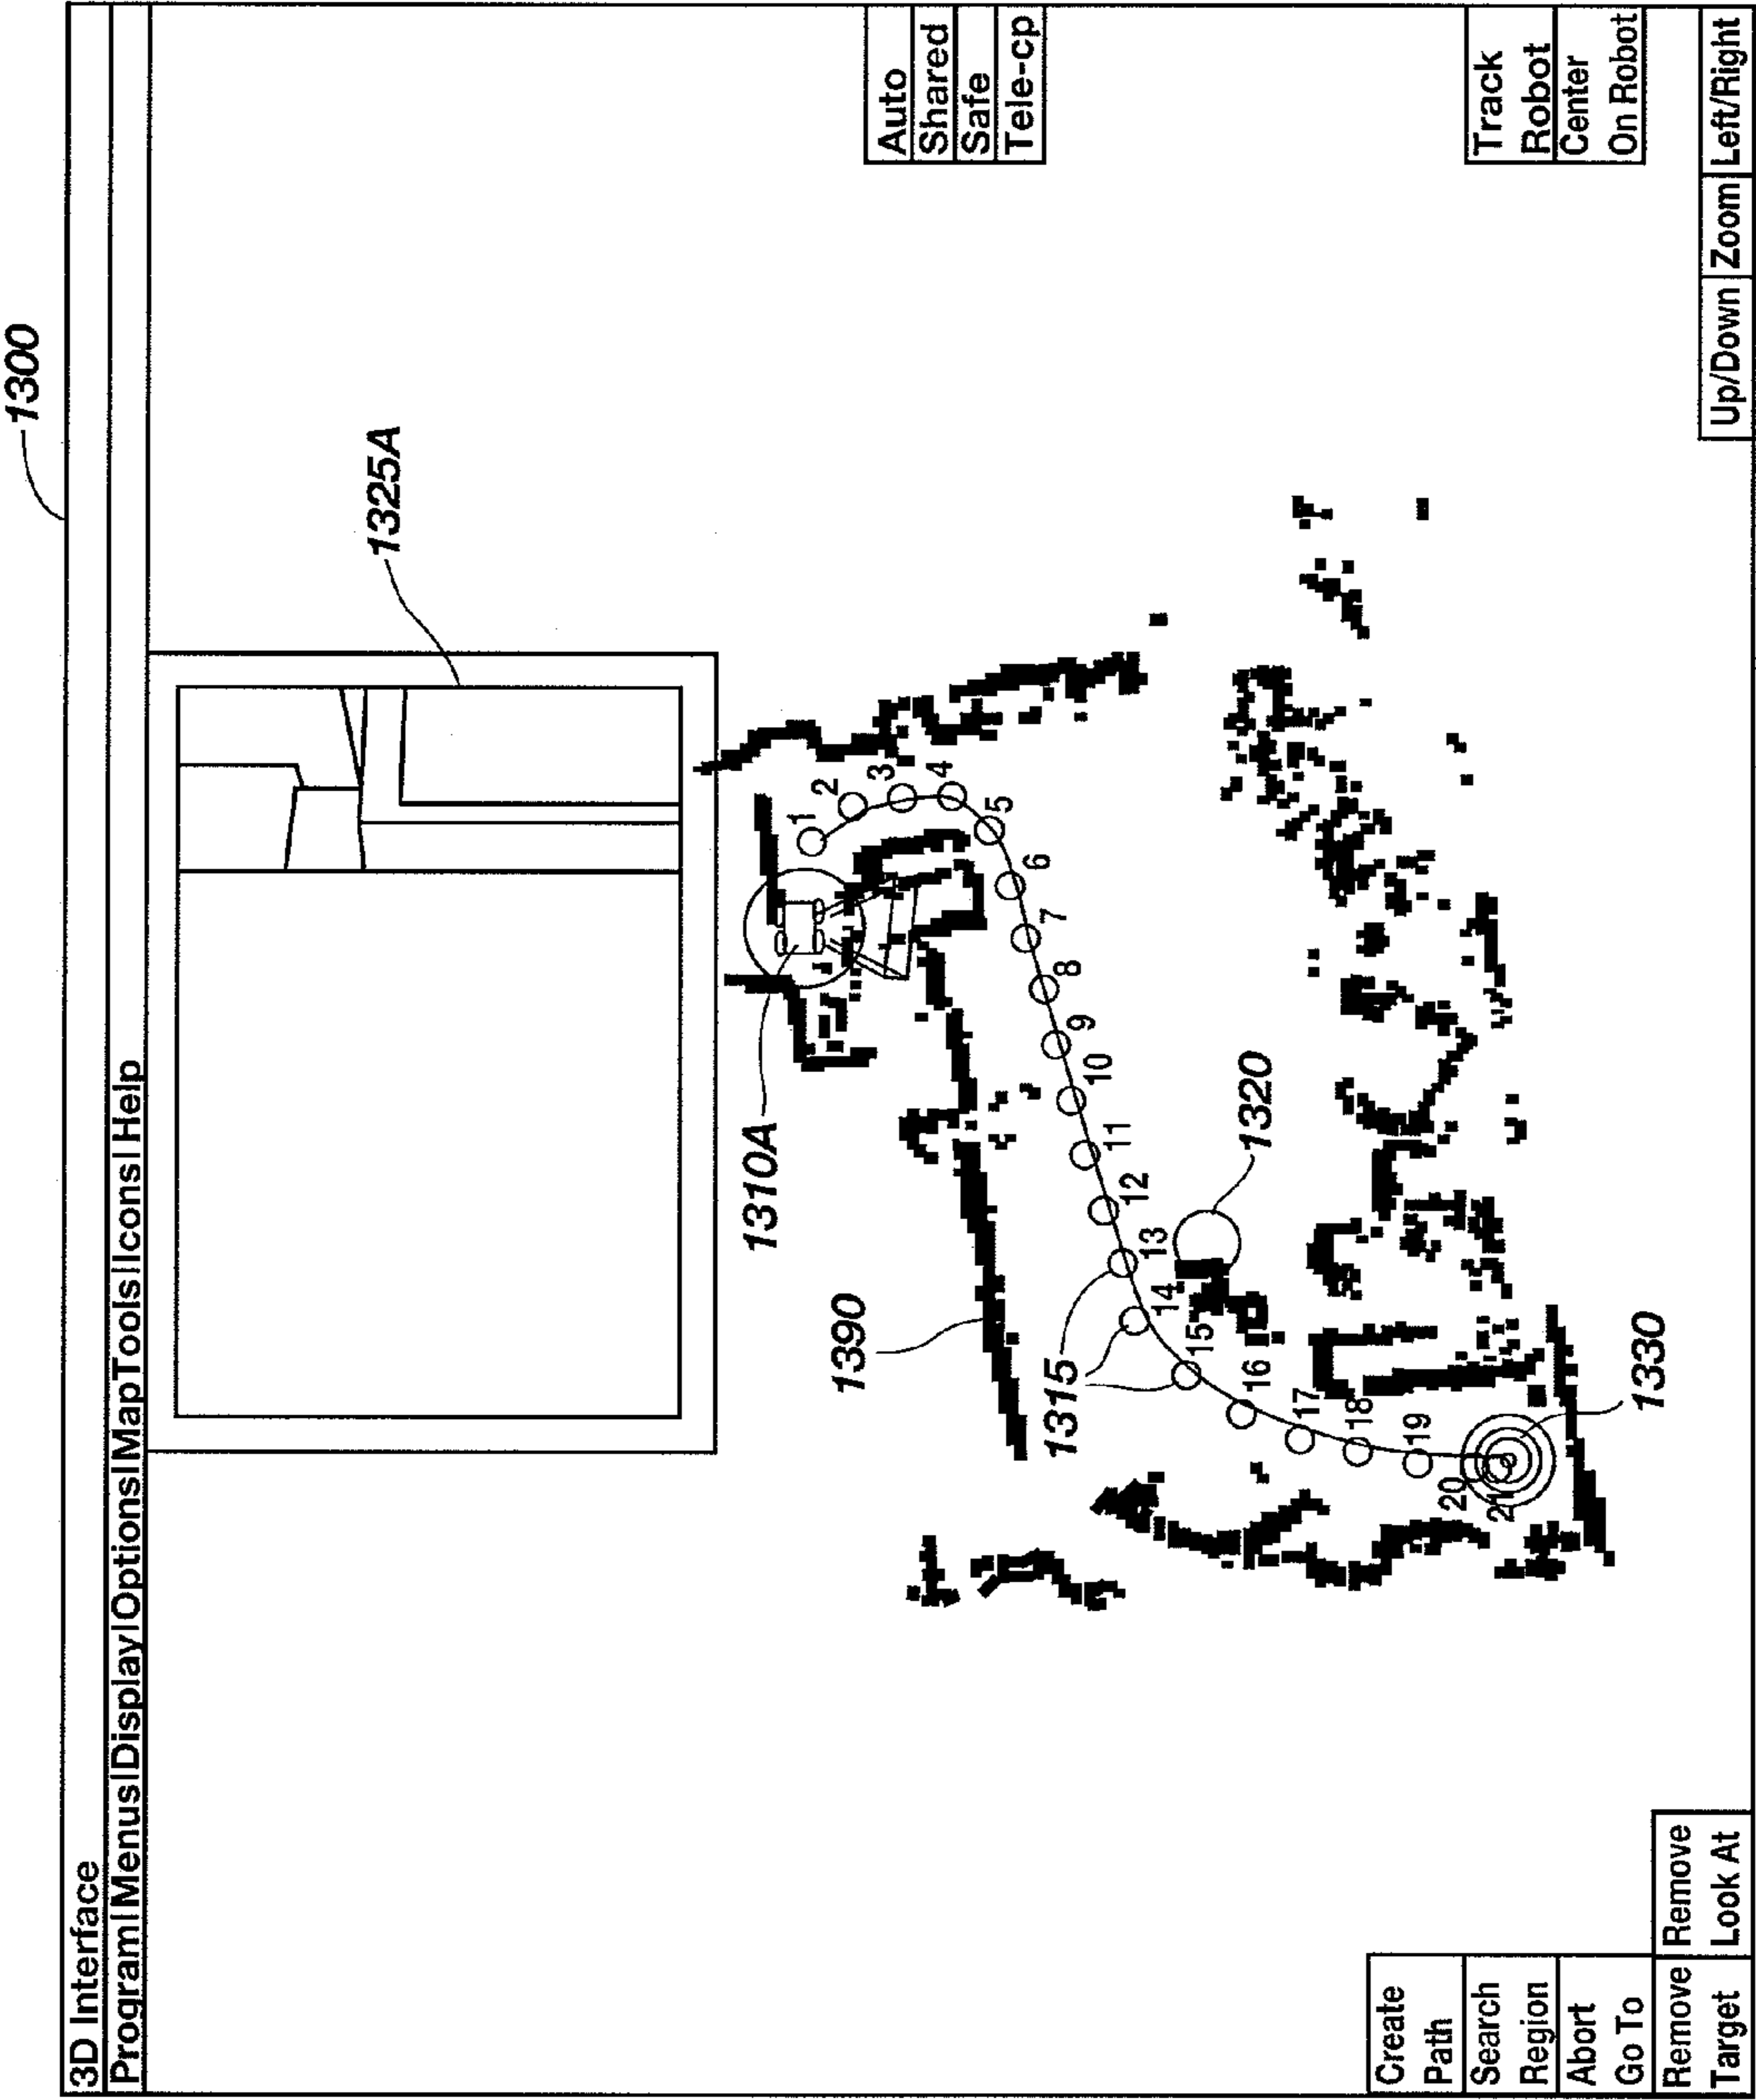 1300
3D Interface
Program|Menus|Display|Options|MapTools|Icons|Help
1325A
1310A
1
2
3
4
5
6
7
8
9
10
11
12
13
14
15
16
17
18
19
20
21
1390
1315
1320
1330
Auto
Shared
Safe
Tele-cp
Track
Robot
Center
On Robot
Up/Down
Zoom
Left/Right
Create
Path
Search
Region
Abort
Go To
Remove
Target
Remove
Look At